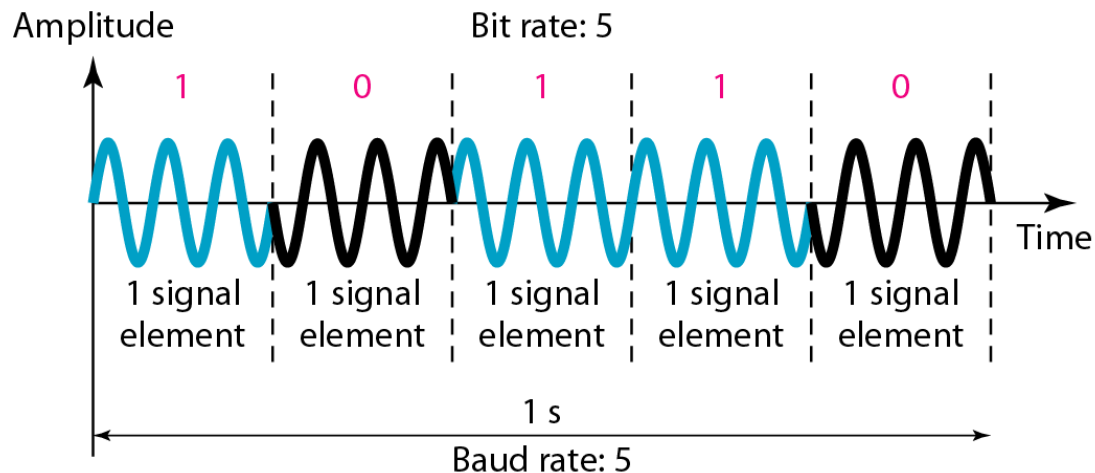 Amplitude
Bit rate: 5
1
0
1
1
0
Time
1 signal
element
1 signal
element
1 signal
element
1 signal
element
1 signal
element
1 s
Baud rate: 5